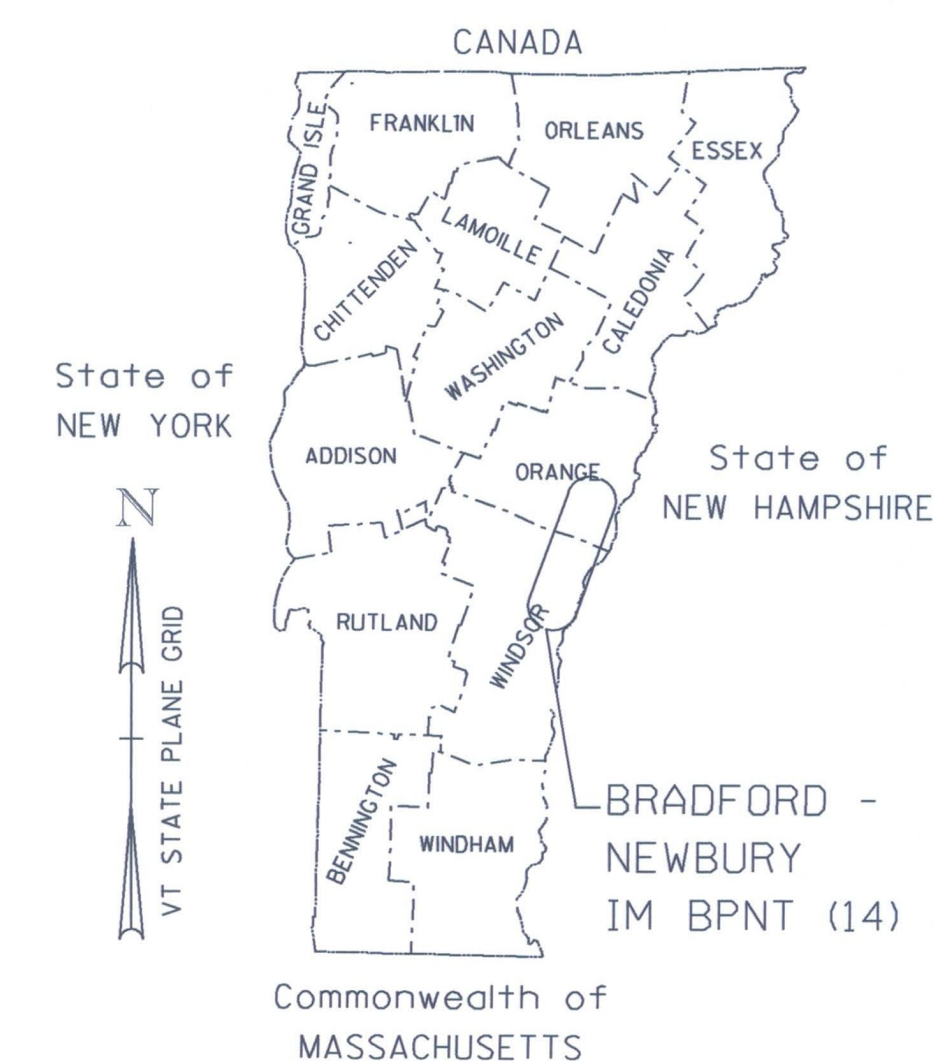 CANADA
GRAND ISLE
FRANKLIN
ORLEANS
ESSEX
LAMOILLE
CHITTENDEN
CALEDONIA
WASHINGTON
State of
NEW YORK
ADDISON
ORANGE
State of
NEW HAMPSHIRE
N
VT STATE PLANE GRID
RUTLAND
WINDSOR
BENNINGTON
WINDHAM
BRADFORD -
NEWBURY
IM BPNT (14)
Commonwealth of
MASSACHUSETTS